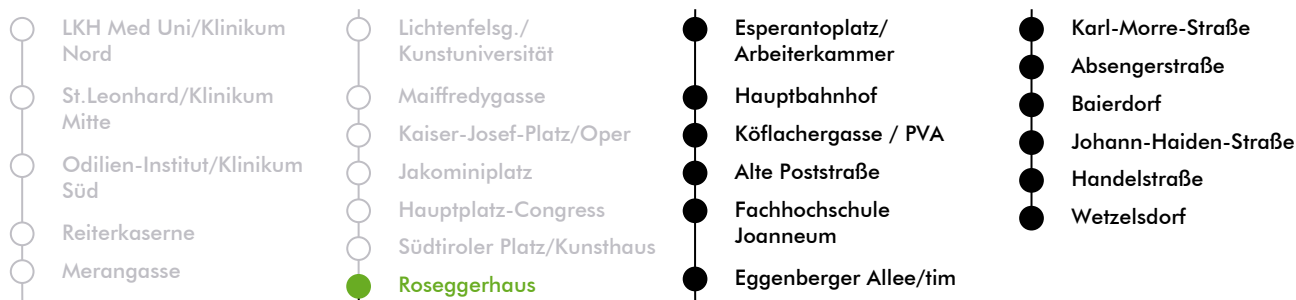 LKH Med Uni/Klinikum
Nord
St.Leonhard/Klinikum
Mitte
Odilien-Institut/Klinikum
Süd
Reiterkaserne
Merangasse
Lichtenfelsg./
Kunstuniversität
Maiffredygasse
Kaiser-Josef-Platz/Oper
Jakominiplatz
Hauptplatz-Congress
Südtiroler Platz/Kunsthaus
Roseggerhaus
Esperantoplatz/
Arbeiterkammer
Hauptbahnhof
Köflachergasse / PVA
Alte Poststraße
Fachhochschule
Joanneum
Eggenberger Allee/tim
Karl-Morre-Straße
Absengerstraße
Baierdorf
Johann-Haiden-Straße
Handelstraße
Wetzelsdorf